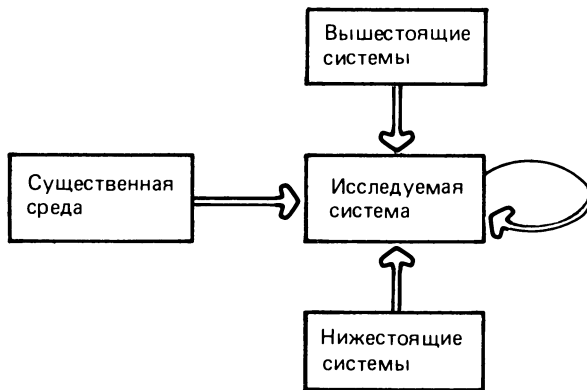 Вышестоящие
системы
Существенная
среда
Исследуемая
система
Нижестоящие
системы